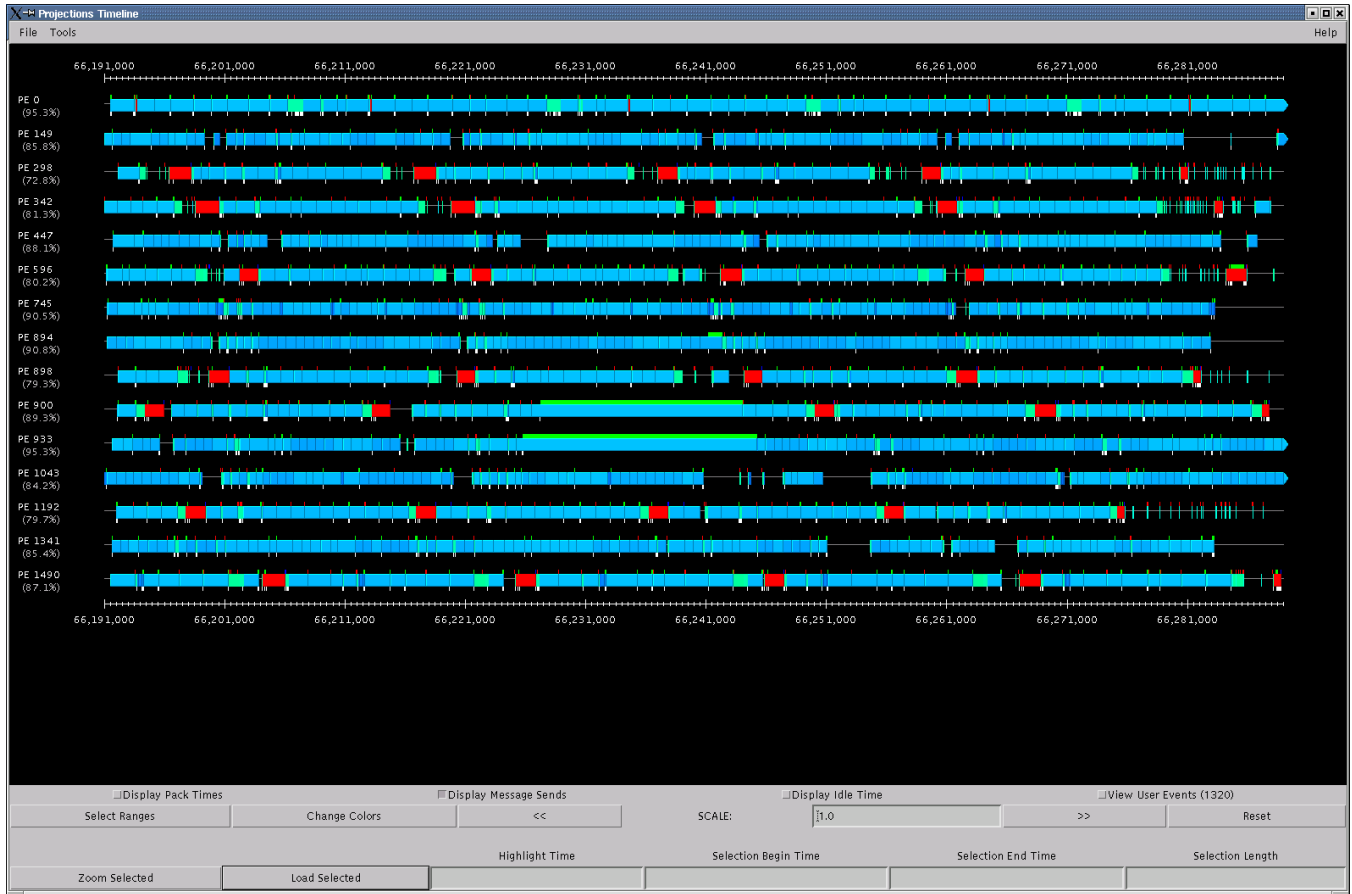 Projections Timeline
File Tools Help
66,191,000 66,201,000 66,211,000 66,221,000 66,231,000 66,241,000 66,251,000 66,261,000 66,271,000 66,281,000
PE 0
(95.3%)
PE 149
(85.8%)
PE 298
(72.8%)
PE 342
(81.3%)
PE 447
(88.1%)
PE 596
(80.2%)
PE 745
(90.5%)
PE 894
(90.8%)
PE 898
(79.3%)
PE 900
(89.3%)
PE 933
(95.3%)
PE 1043
(84.2%)
PE 1192
(79.7%)
PE 1341
(85.4%)
PE 1490
(87.1%)
66,191,000 66,201,000 66,211,000 66,221,000 66,231,000 66,241,000 66,251,000 66,261,000 66,271,000 66,281,000
Display Pack Times Display Message Sends Display Idle Time View User Events (1320)
Select Ranges Change Colors << SCALE: 1.0 >> Reset
Highlight Time Selection Begin Time Selection End Time Selection Length
Zoom Selected Load Selected